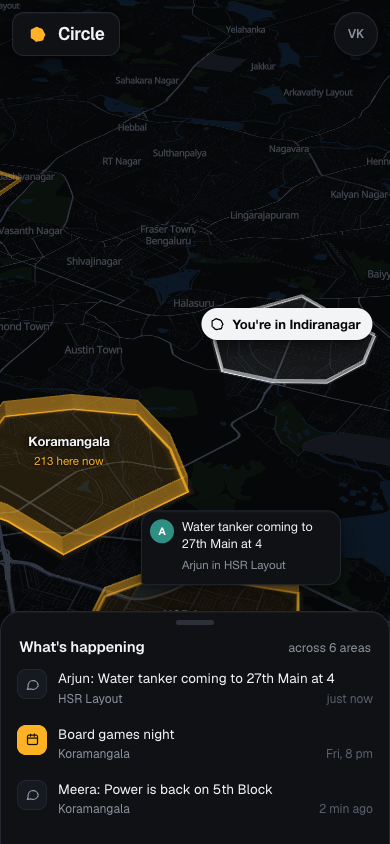 Circle
VK
Yelahanka
Jakkur
Sahakara Nagar
Arkavathy Layout
Hebbal
Sulthanpalya
Nagavara
RT Nagar
Kalyan Nagar
Lingarajapuram
Vasanth Nagar
Fraser Town,
Bengaluru
Shivajinagar
Halasuru
You're in Indiranagar
Austin Town
Koramangala
213 here now
A
Water tanker coming to
27th Main at 4
Arjun in HSR Layout
What's happening
across 6 areas
Arjun: Water tanker coming to 27th Main at 4
HSR Layout
just now
Board games night
Koramangala
Fri, 8 pm
Meera: Power is back on 5th Block
Koramangala
2 min ago